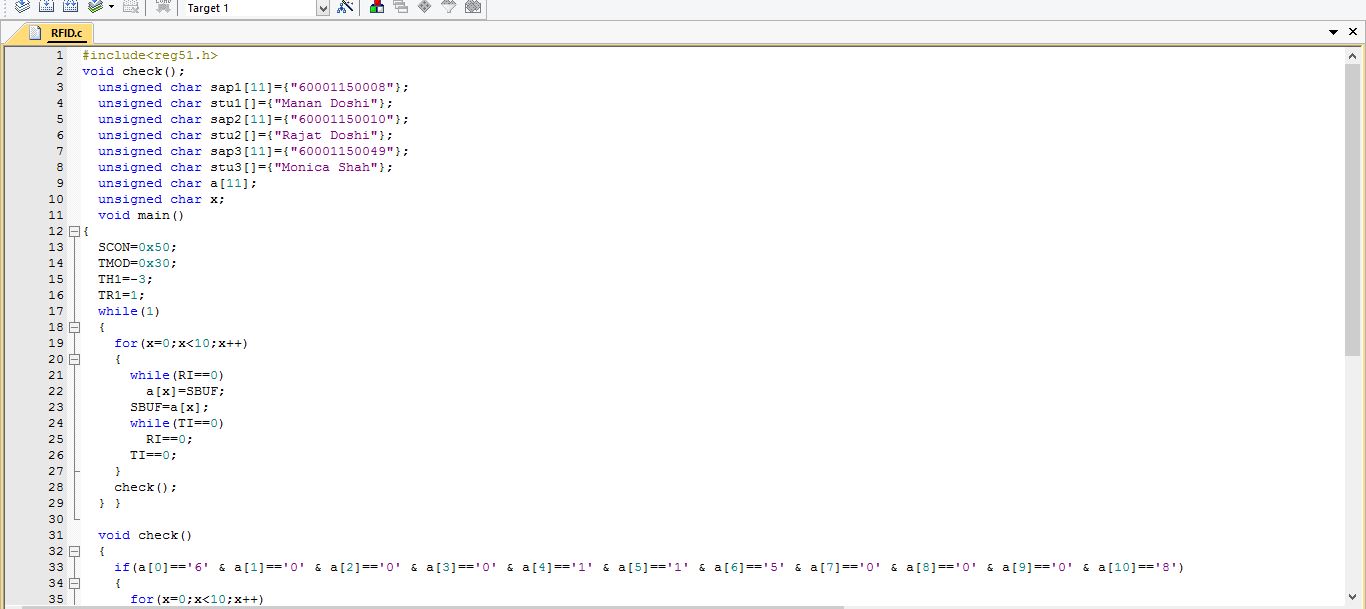 LOAD
Target 1
RFID.c
1 #include<reg51.h>
2 void check();
3 unsigned char sap1[11]={"60001150008"};
4 unsigned char stu1[]={"Manan Doshi"};
5 unsigned char sap2[11]={"60001150010"};
6 unsigned char stu2[]={"Rajat Doshi"};
7 unsigned char sap3[11]={"60001150049"};
8 unsigned char stu3[]={"Monica Shah"};
9 unsigned char a[11];
10 unsigned char x;
11 void main()
12 {
13 SCON=0x50;
14 TMOD=0x30;
15 TH1=-3;
16 TR1=1;
17 while(1)
18 {
19 for(x=0;x<10;x++)
20 {
21 while(RI==0)
22 a[x]=SBUF;
23 SBUF=a[x];
24 while(TI==0)
25 RI==0;
26 TI==0;
27 }
28 check();
29 } }
30
31 void check()
32 {
33 if(a[0]=='6' & a[1]=='0' & a[2]=='0' & a[3]=='0' & a[4]=='1' & a[5]=='1' & a[6]=='5' & a[7]=='0' & a[8]=='0' & a[9]=='0' & a[10]=='8')
34 {
35 for(x=0;x<10;x++)